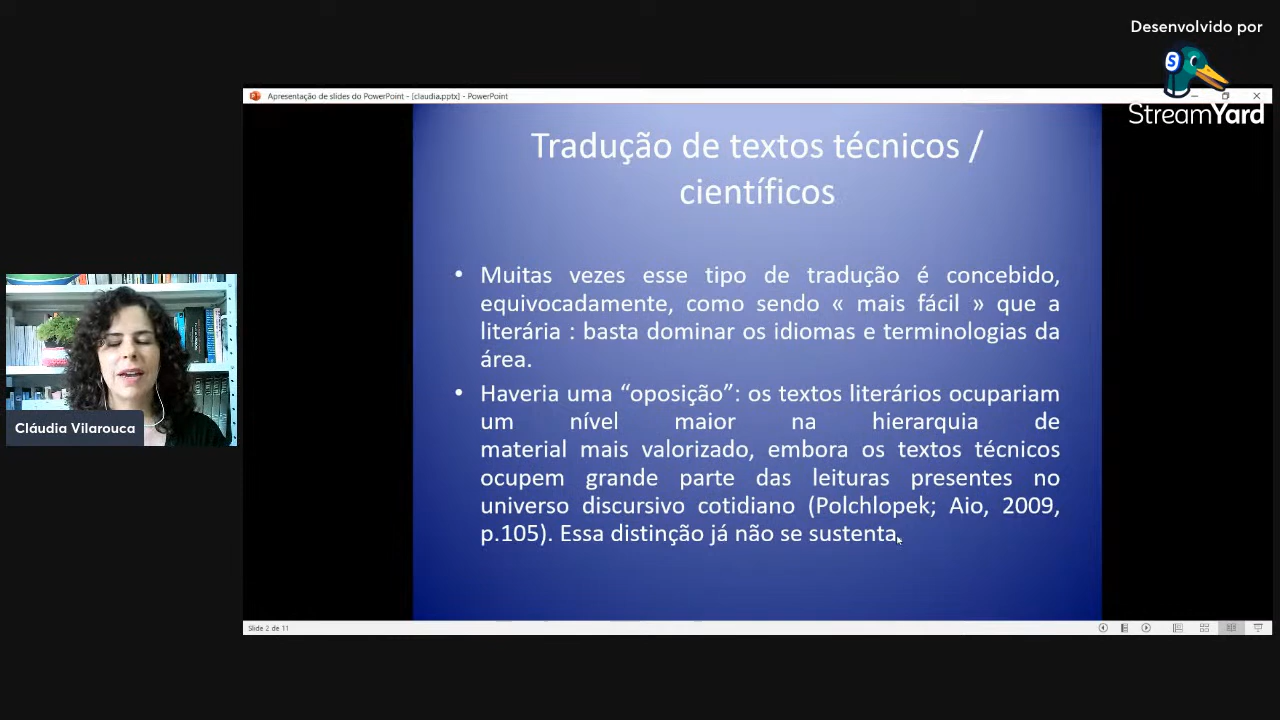 Desenvolvido por
S
StreamYard
Apresentação de slides do PowerPoint - [claudia.pptx] - PowerPoint
Tradução de textos técnicos /
científicos
• Muitas vezes esse tipo de tradução é concebido,
equivocadamente, como sendo « mais fácil » que a
literária : basta dominar os idiomas e terminologias da
área.
• Haveria uma “oposição”: os textos literários ocupariam
um nível maior na hierarquia de
material mais valorizado, embora os textos técnicos
ocupem grande parte das leituras presentes no
universo discursivo cotidiano (Polchlopek; Aio, 2009,
p.105). Essa distinção já não se sustenta.
Cláudia Vilarouca
Slide 2 de 11